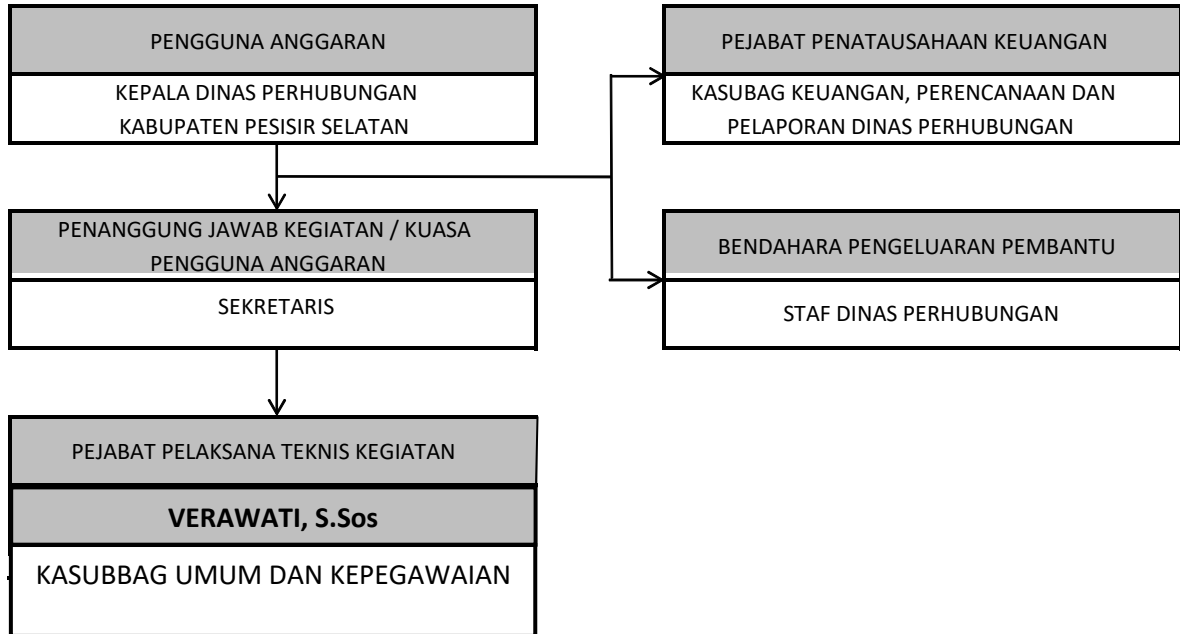 PENGGUNA ANGGARAN
KEPALA DINAS PERHUBUNGAN
KABUPATEN PESISIR SELATAN
PEJABAT PENATAUSAHAAN KEUANGAN
KASUBAG KEUANGAN, PERENCANAAN DAN
PELAPORAN DINAS PERHUBUNGAN
PENANGGUNG JAWAB KEGIATAN / KUASA
PENGGUNA ANGGARAN
SEKRETARIS
BENDAHARA PENGELUARAN PEMBANTU
STAF DINAS PERHUBUNGAN
PEJABAT PELAKSANA TEKNIS KEGIATAN
VERAWATI, S.Sos
KASUBBAG UMUM DAN KEPEGAWAIAN